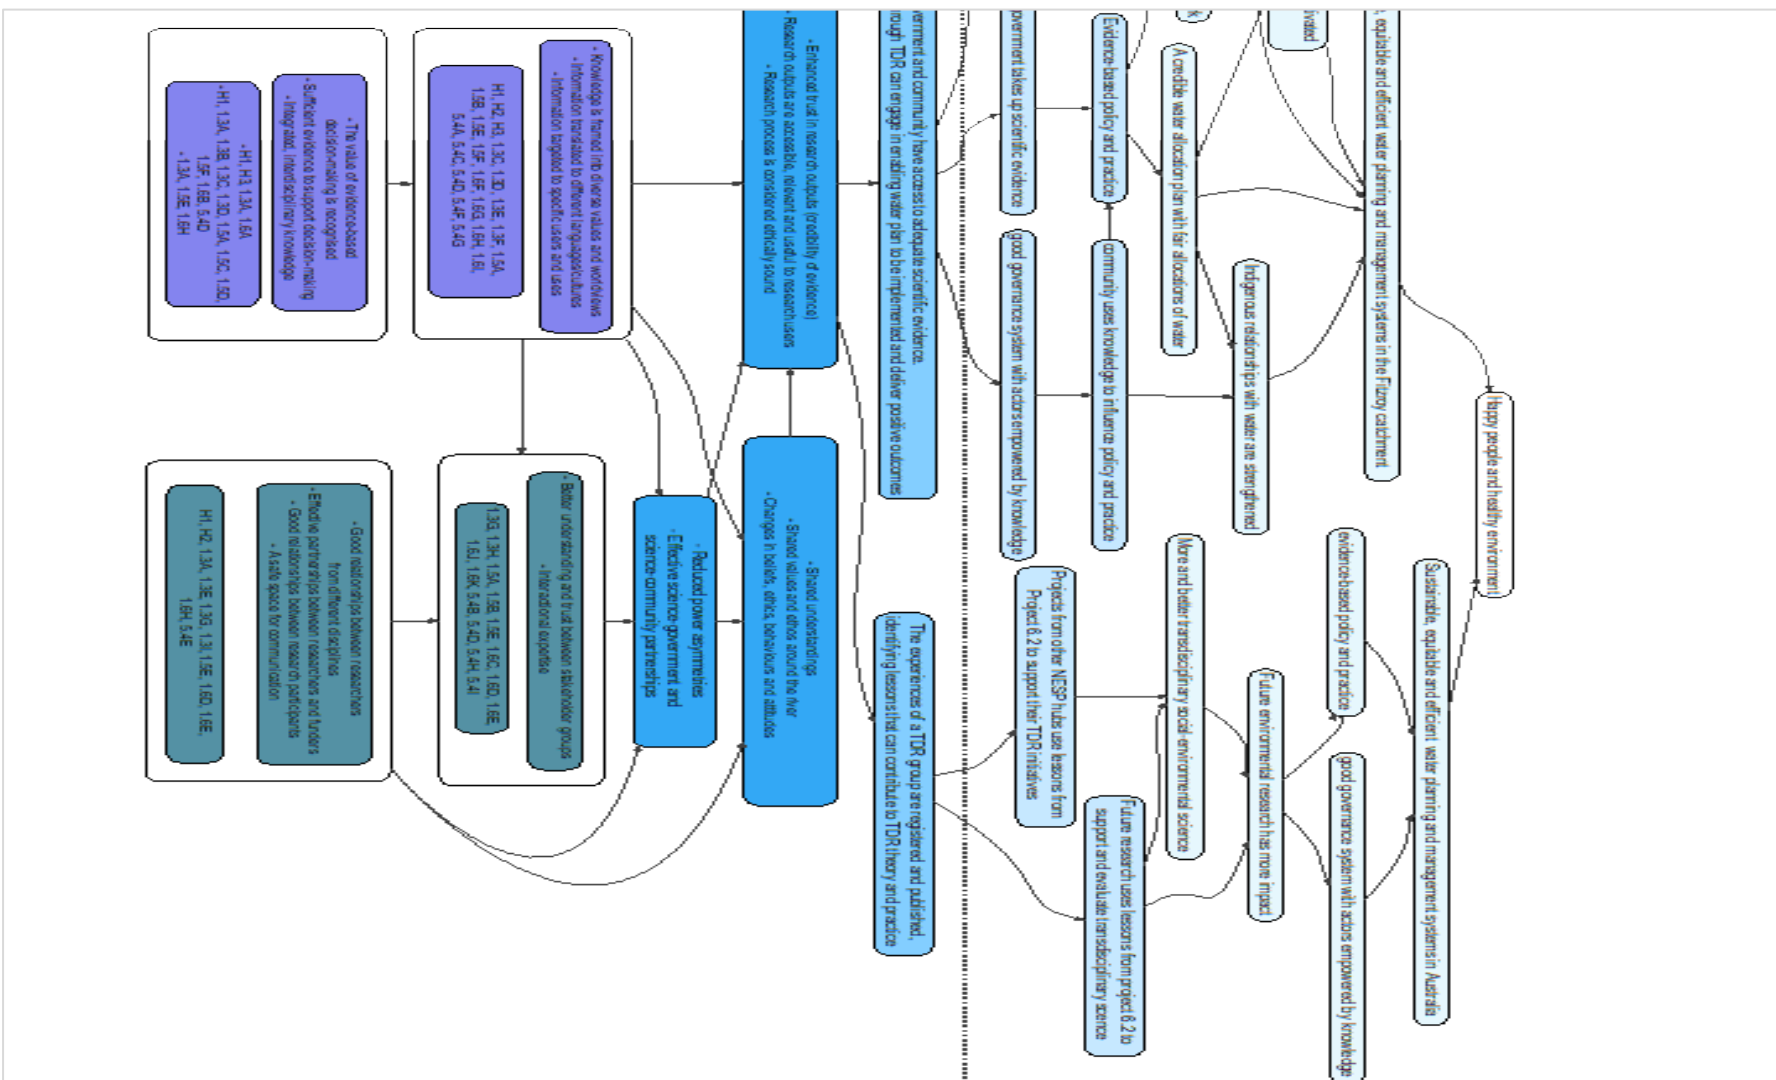 - The value of evidence-based
decision-making is recognised
- Sufficient evidence to support decision-making
- Integrated, interdisciplinary knowledge
- H1, H3, 1.3A, 1.6A
- H1, 1.3A, 1.3B, 1.3C, 1.3D, 1.5A, 1.5C, 1.5D,
1.5F, 1.6B, 5.4D
- 1.3A, 1.5E, 1.6H
- Knowledge is framed into diverse values and worldviews
- Information translated to different languages/cultures
- Information targeted to specific users and uses
H1, H2, H3, 1.3C, 1.3D, 1.3E, 1.3F, 1.5A,
1.5B, 1.5E, 1.5F, 1.6F, 1.6G, 1.6H, 1.6I,
5.4A, 5.4C, 5.4D, 5.4F, 5.4G
- Good relationships between researchers
from different disciplines
- Effective partnerships between researchers and funders
- Good relationships between research participants
- A safe space for communication
H1, H2, 1.3A, 1.3E, 1.3G, 1.3I, 1.5E, 1.6D, 1.6E,
1.6H, 5.4E
- Better understanding and trust between stakeholder groups
- Interactional expertise
1.3G, 1.3H, 1.5A, 1.5B, 1.5E, 1.6C, 1.6D, 1.6E,
1.6J, 1.6K, 5.4B, 5.4D, 5.4H, 5.4I
- Reduced power asymmetries
- Effective science-government and
science-community partnerships
- Enhanced trust in research outputs (credibility of evidence)
- Research outputs are accessible, relevant and useful to research users
- Research process is considered ethically sound
- Shared understandings
- Shared values and ethos around the river
- Changes in beliefs, ethics, behaviours and attitudes
vernment and community have access to adequate scientific evidence.
rough TDR can engage in enabling water plan to be implemented and deliver positive outcomes
The experiences of a TDR group are registered and published,
identifying lessons that can contribute to TDR theory and practice
overnment takes up scientific evidence
good governance system with actors empowered by knowledge
Projects from other NESP hubs use lessons from
Project 6.2 to support their TDR initiatives
Evidence-based policy and practice
community uses knowledge to influence policy and practice
Future research uses lessons from project 6.2 to
support and evaluate transdisciplinary science
k
A credible water allocation plan with fair allocations of water
More and better transdisciplinary social-environmental science
Indigenous relationships with water are strengthened
Future environmental research has more impact
ivated
evidence-based policy and practice
good governance system with actors empowered by knowledge
, equitable and efficient water planning and management systems in the Fitzroy catchment
Sustainable, equitable and efficient water planning and management systems in Australia
Happy people and healthy environment